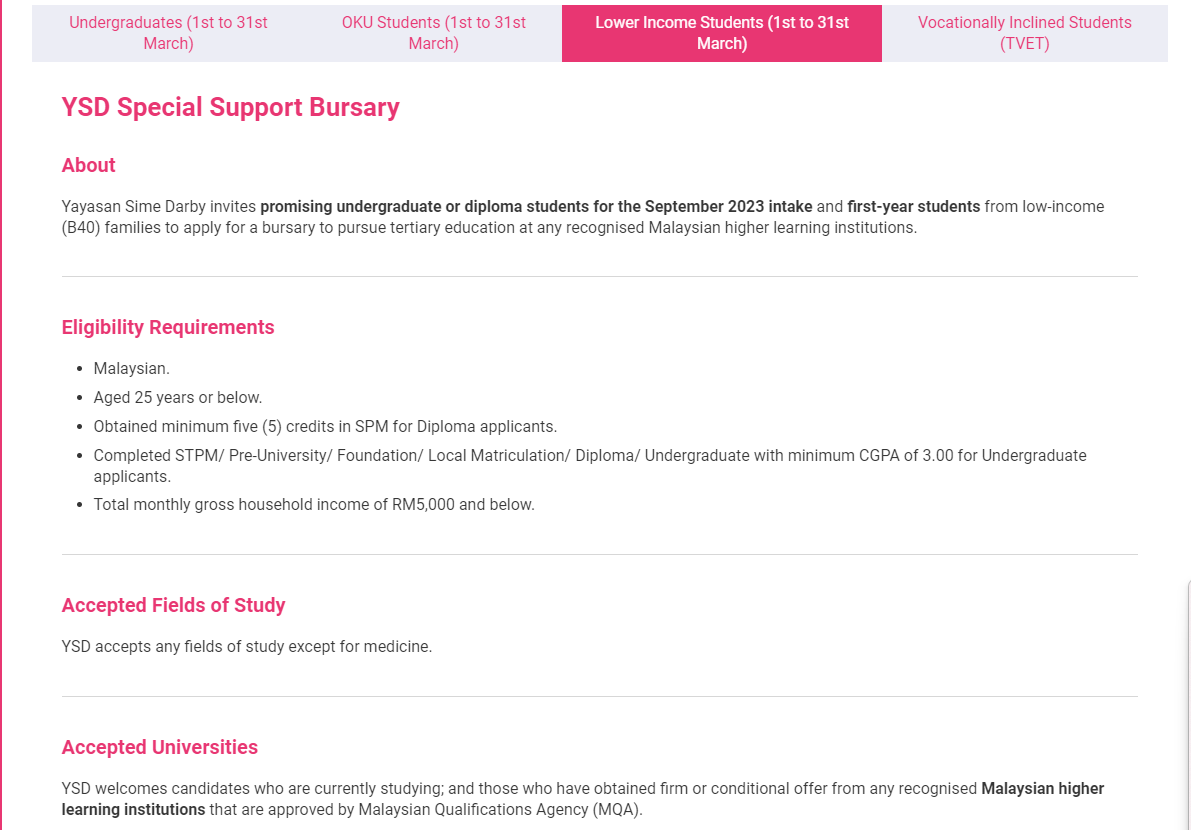 Undergraduates (1st to 31st
March)
OKU Students (1st to 31st
March)
Lower Income Students (1st to 31st
March)
Vocationally Inclined Students
(TVET)
YSD Special Support Bursary
About
Yayasan Sime Darby invites promising undergraduate or diploma students for the September 2023 intake and first-year students from low-income
(B40) families to apply for a bursary to pursue tertiary education at any recognised Malaysian higher learning institutions.
Eligibility Requirements
• Malaysian.
• Aged 25 years or below.
• Obtained minimum five (5) credits in SPM for Diploma applicants.
• Completed STPM/ Pre-University/ Foundation/ Local Matriculation/ Diploma/ Undergraduate with minimum CGPA of 3.00 for Undergraduate
applicants.
• Total monthly gross household income of RM5,000 and below.
Accepted Fields of Study
YSD accepts any fields of study except for medicine.
Accepted Universities
YSD welcomes candidates who are currently studying; and those who have obtained firm or conditional offer from any recognised Malaysian higher
learning institutions that are approved by Malaysian Qualifications Agency (MQA).